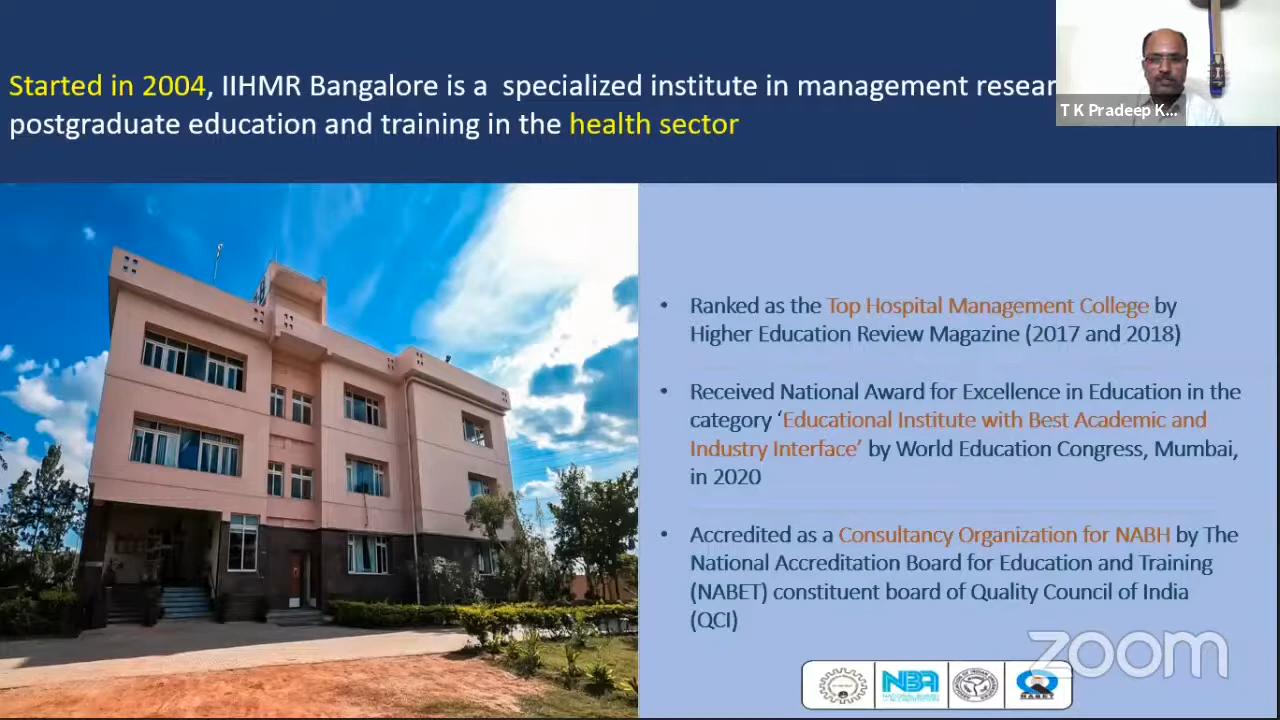 Started in 2004, IIHMR Bangalore is a specialized institute in management resear
postgraduate education and training in the health sector
T K Pradeep K...
• Ranked as the Top Hospital Management College by
Higher Education Review Magazine (2017 and 2018)
• Received National Award for Excellence in Education in the
category ‘Educational Institute with Best Academic and
Industry Interface’ by World Education Congress, Mumbai,
in 2020
• Accredited as a Consultancy Organization for NABH by The
National Accreditation Board for Education and Training
(NABET) constituent board of Quality Council of India
(QCI)
zoom
NBA
NATIONAL BOARD
OF ACCREDITATION
NABET